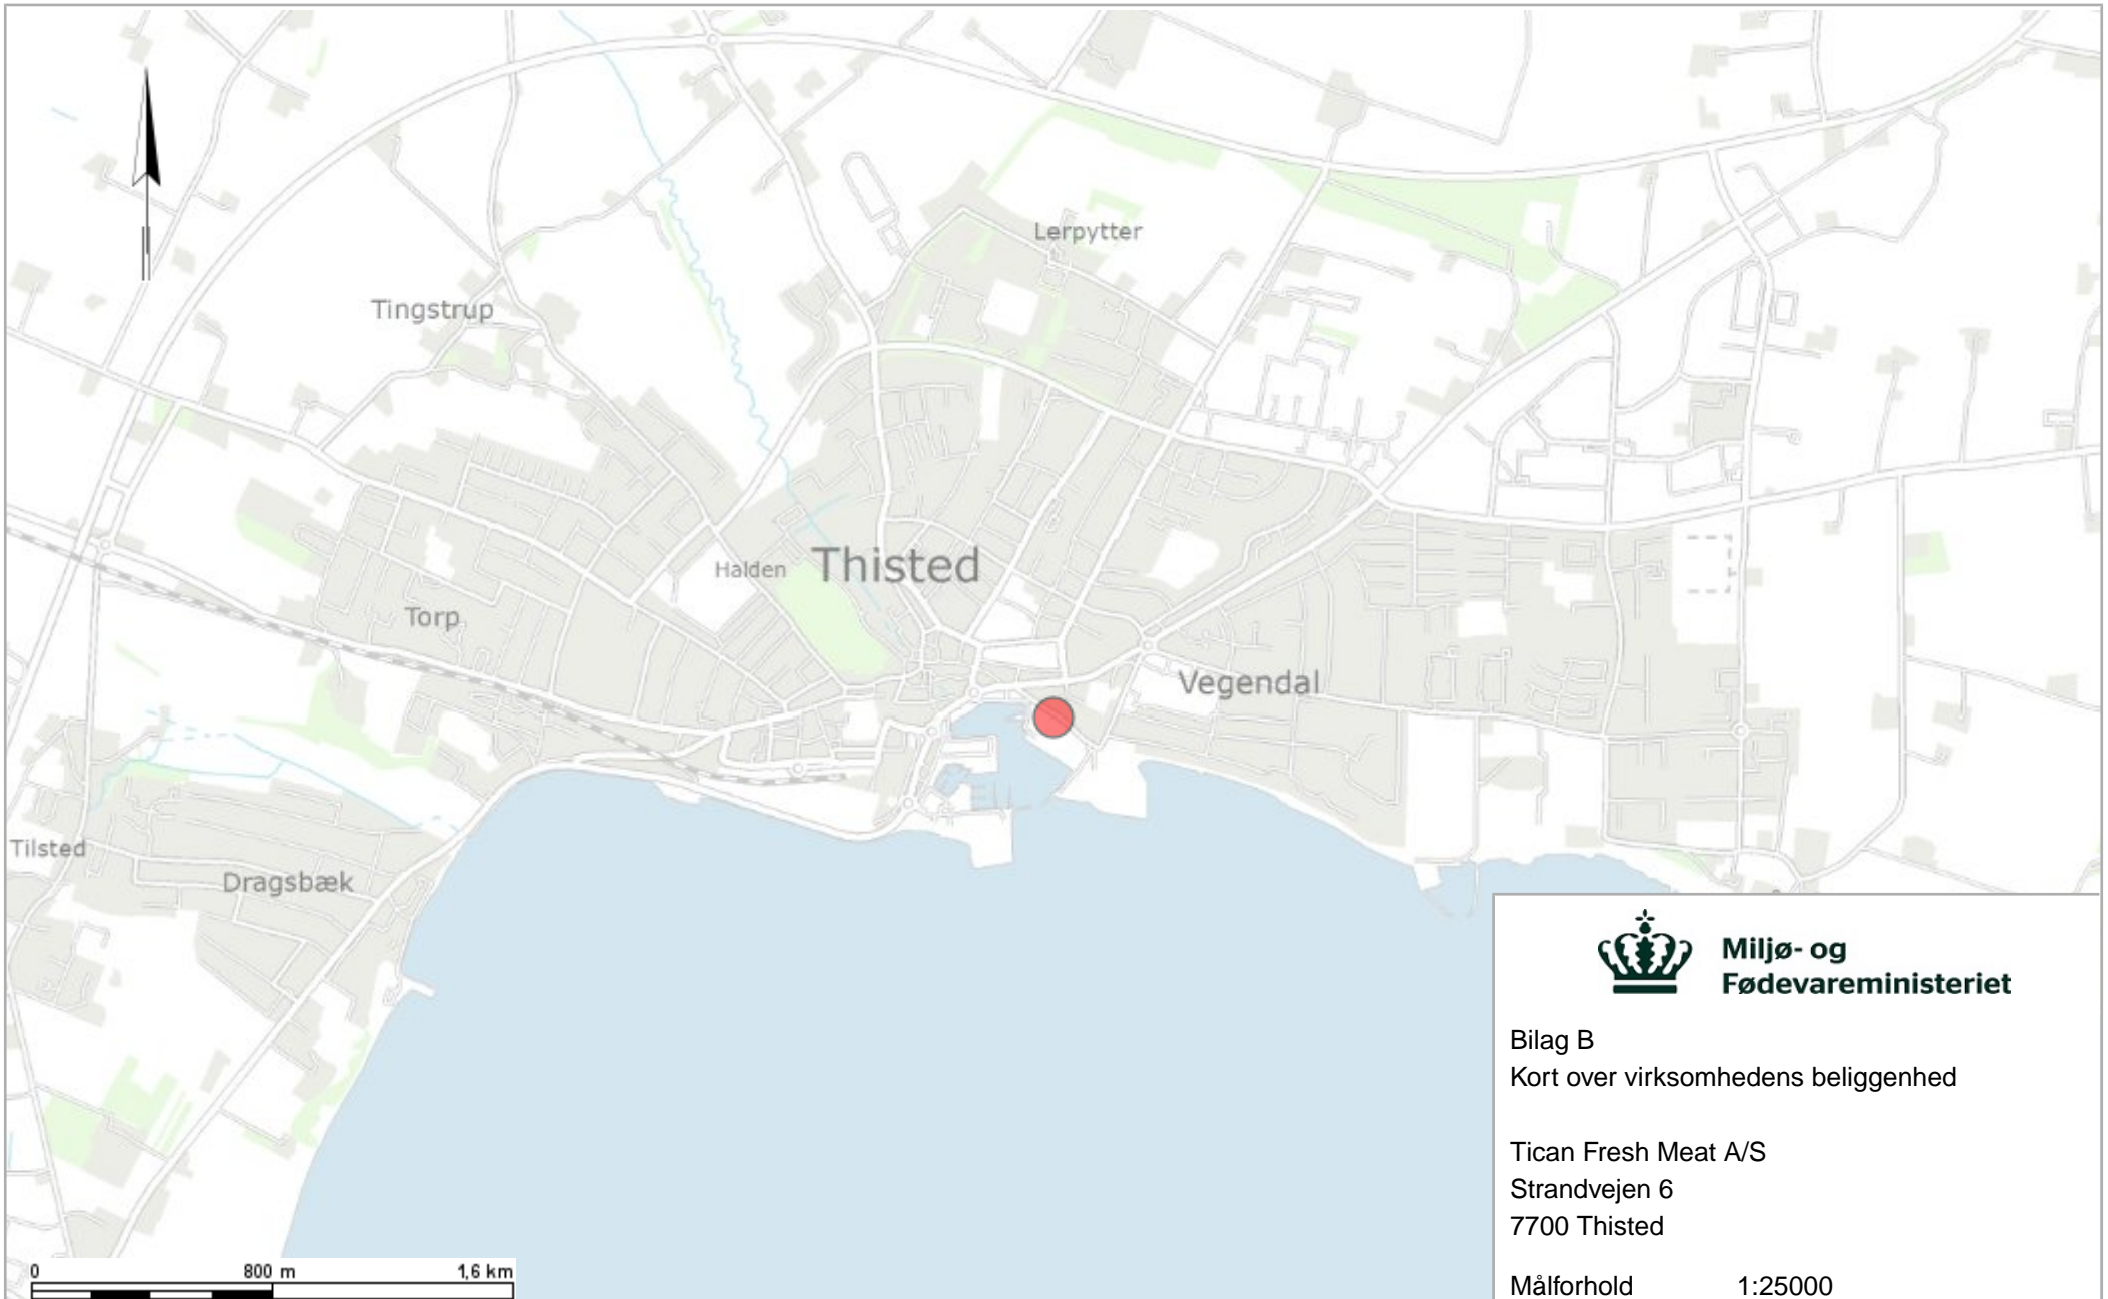 Lerpytter
Tingstrup
Thisted
Halden
Torp
Vegendal
Tilsted
Dragsbæk
Miljø- og
Fødevareministeriet
Bilag B
Kort over virksomhedens beliggenhed
Tican Fresh Meat A/S
Strandvejen 6
7700 Thisted
Målforhold 1:25000
0 800 m 1,6 km